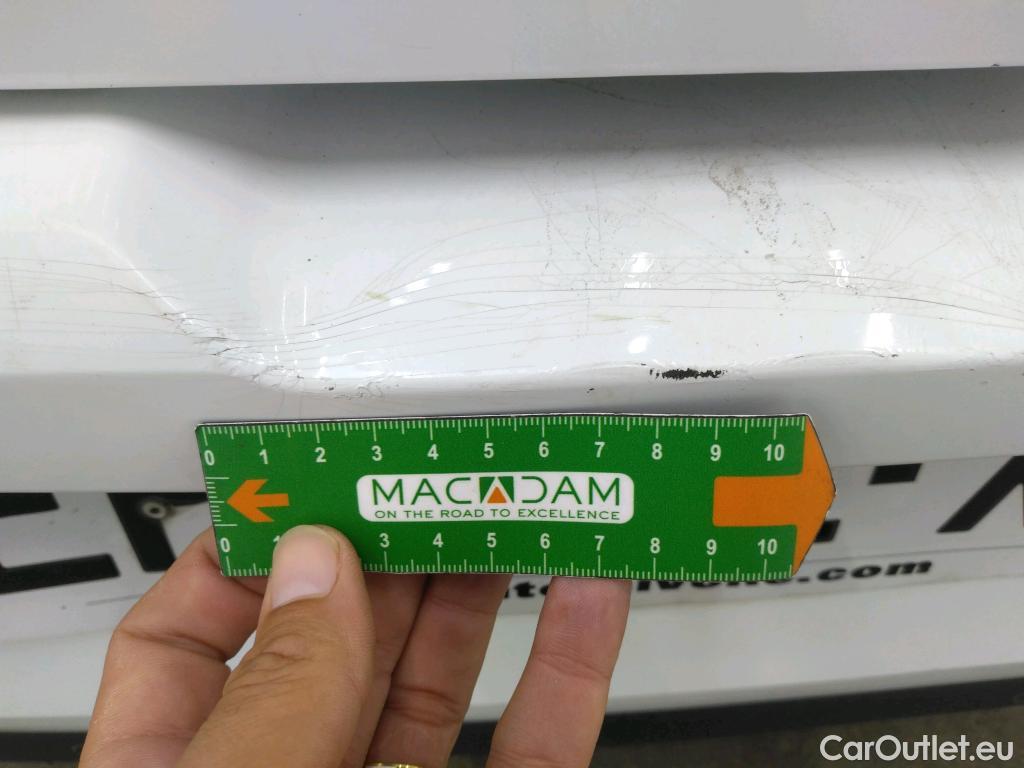 0 1 2 3 4 5 6 7 8 9 10
MACADAM
ON THE ROAD TO EXCELLENCE
0 1 3 4 5 6 7 8 9 10
.com
CarOutlet.eu